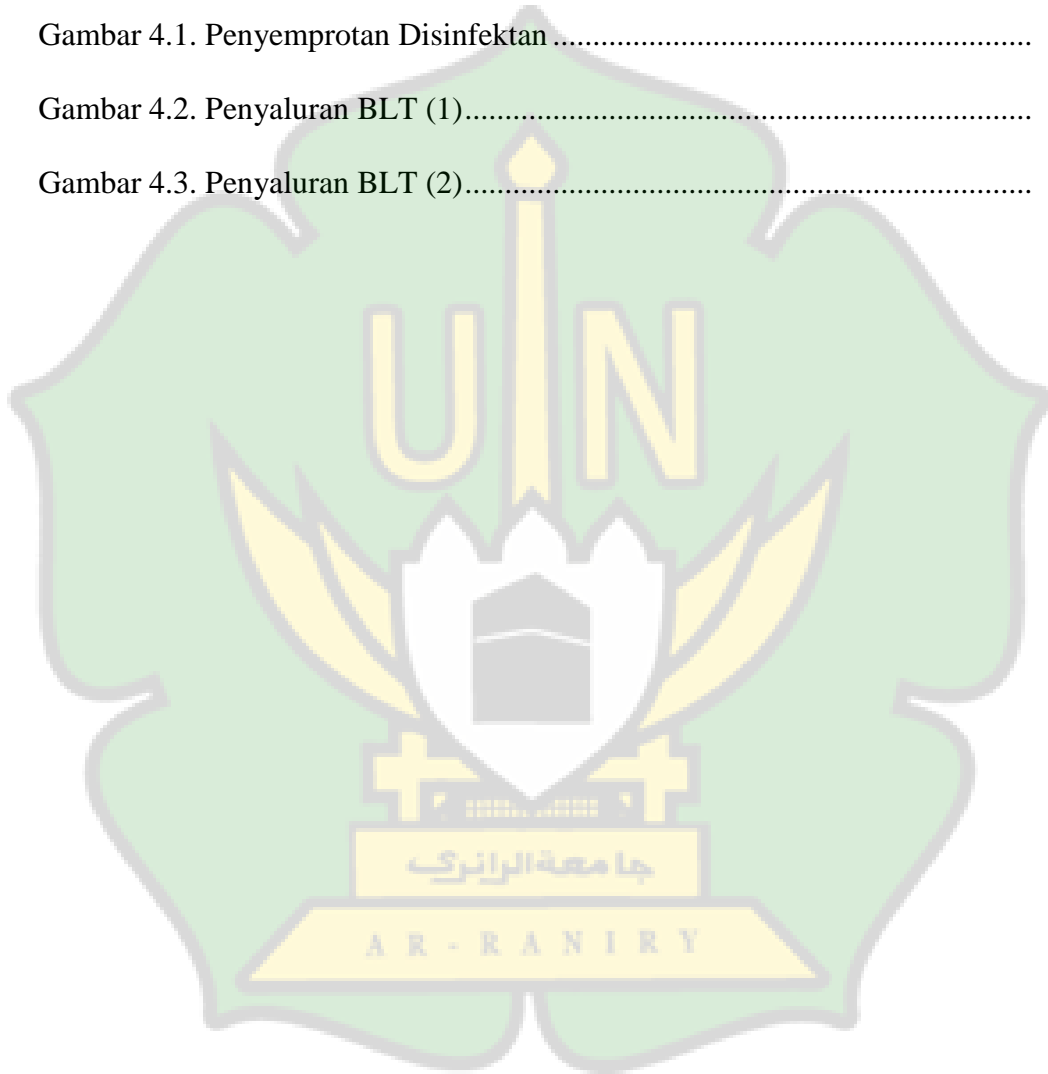 Gambar 4.1. Penyemprotan Disinfektan ............................................................
Gambar 4.2. Penyaluran BLT (1).......................................................................
Gambar 4.3. Penyaluran BLT (2).......................................................................
UIN
جامعة الرانري
AR-RANIRY